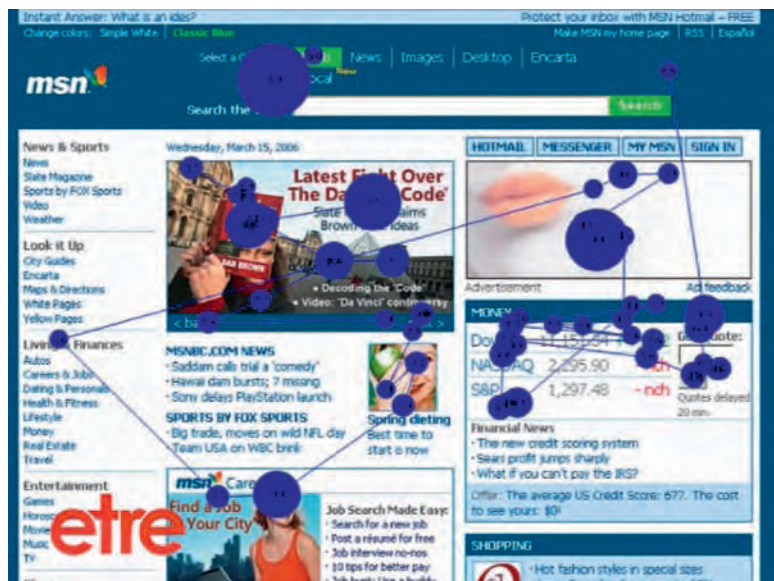 Instant Answer: What is an ides?
Protect your inbox with MSN Hotmail – FREE
Change colors: Simple White | Classic Blue
Make MSN my home page | RSS | Español
Select a
News | Images | Desktop | Encarta
New
msn
Search the
Search
News & Sports
News
Slate Magazine
Sports by FOX Sports
Video
Weather
Look it Up
City Guides
Encarta
Maps & Directions
White Pages
Yellow Pages
Finances
Autos
Careers & Jobs
Dating & Personals
Health & Fitness
Lifestyle
Money
Real Estate
Travel
Entertainment
Games
Music
TV
Wednesday, March 15, 2006
Latest Over
The Code'
Slate
Brown ideas
DAN BROWN
• Decoding the 'Code'
• Video: 'Da Vinci'
MSNBC.COM NEWS
• Saddam calls trial a 'comedy'
• Hawaii dam bursts; 7 missing
• Sony delays PlayStation launch
SPORTS BY FOX SPORTS
• Big trade, moves on wild NFL day
• Team USA on WBC brink
Spring dieting
Best time to
start is now
msn
Find a Job
Your City
Job Search Made Easy:
• Search for a new job
• Post a résumé for free
• Job interview no-nos
• 10 tips for better pay
HOTMAIL
MESSENGER
MY MSN
SIGN IN
Advertisement
Ad feedback
MONEY
NASDAQ 2,295.90
S&P 1,297.48
Quotes delayed
20 min.
Financial News
• The new credit scoring system
• Sears profit jumps sharply
• What if you can't pay the IRS?
Offer: The average US Credit Score: 677. The cost
to see yours: $0!
SHOPPING
• Hot fashion styles in special sizes
etre